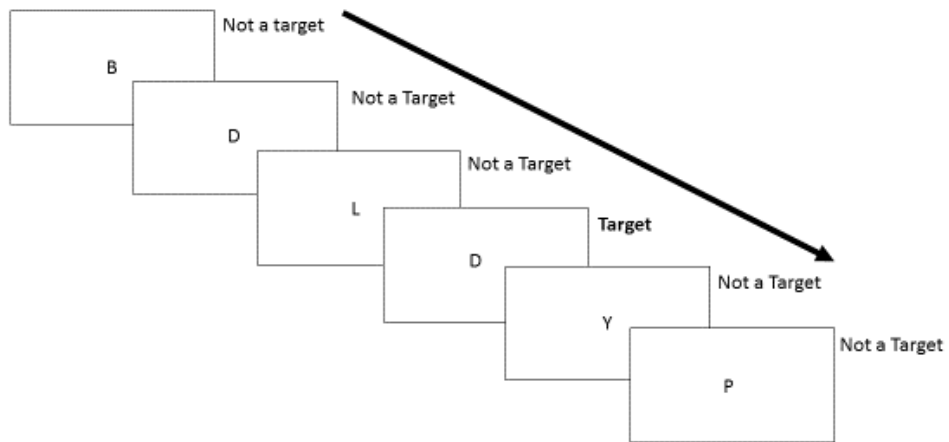 Not a target
B
Not a Target
D
Not a Target
L
Target
D
Not a Target
Y
Not a Target
P